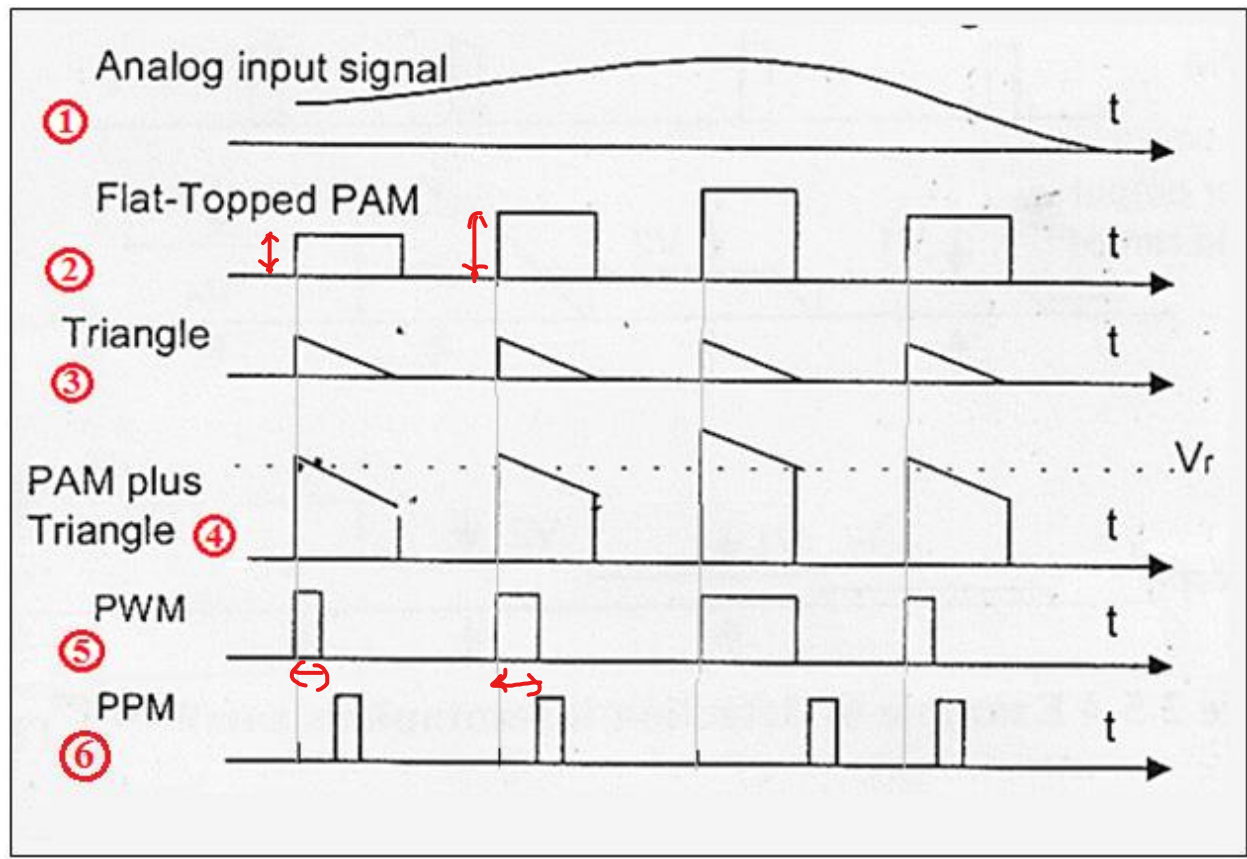 Analog input signal
① t
Flat-Topped PAM
② t
Triangle
③ t
Vr
PAM plus
Triangle ④ t
PWM
⑤ t
PPM
⑥ t